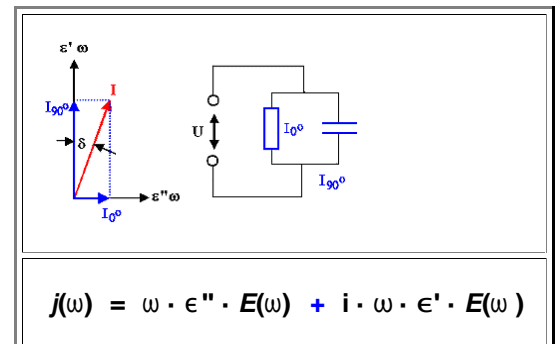 ε' ω
I
I90°
U
I0°
δ
I90°
ε"ω
I0°
j(ω) = ω · ϵ" · E(ω) + i · ω · ϵ' · E(ω )